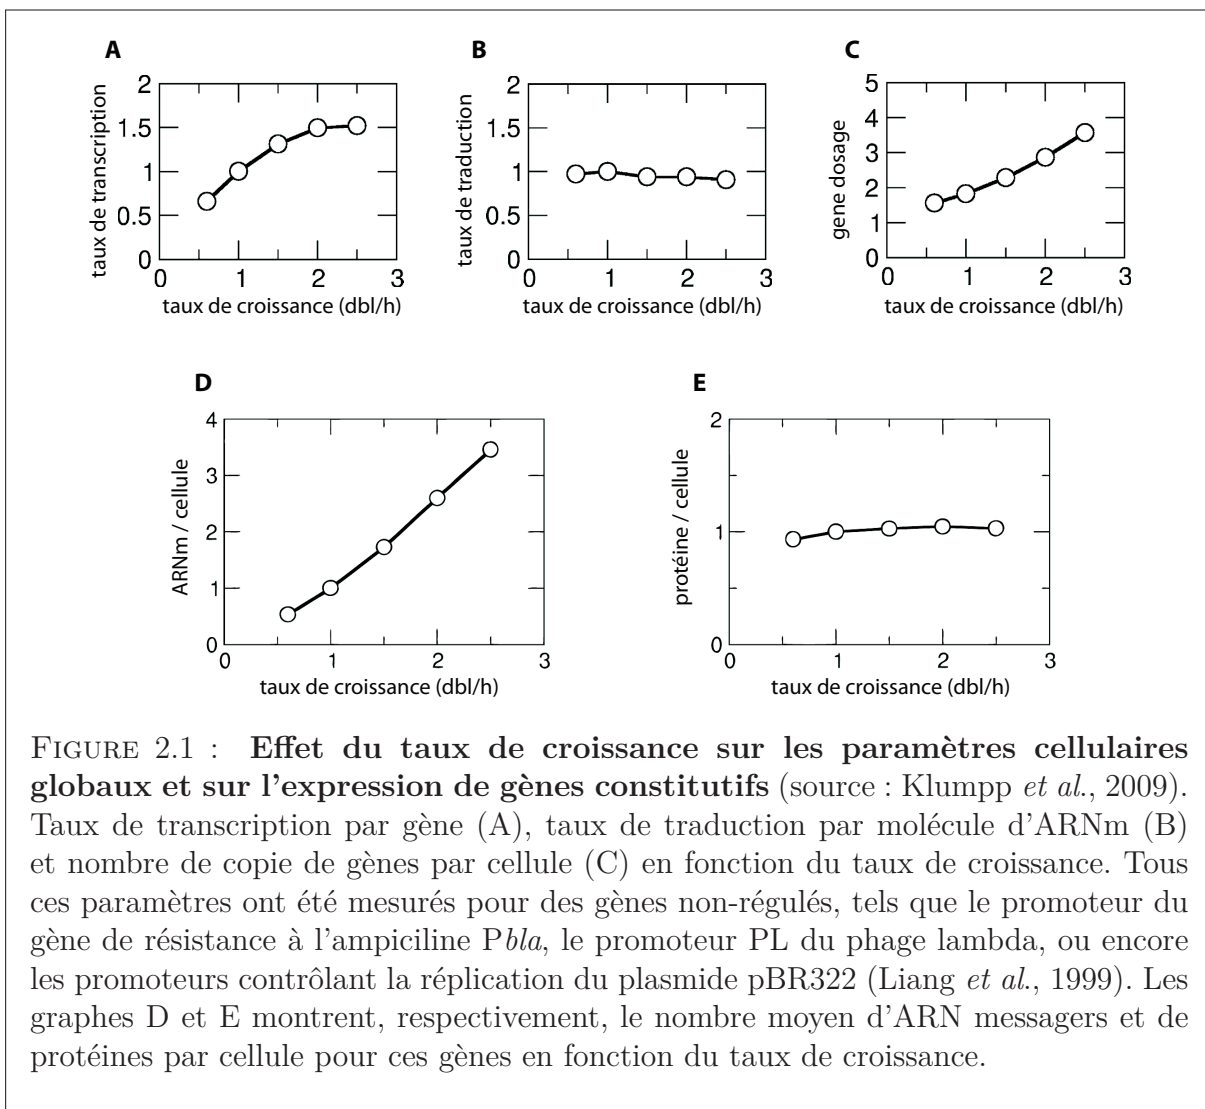 A
B
C
taux de transcription
2
1.5
1
0.5
0
0
1
2
3
taux de croissance (dbl/h)
taux de traduction
2
1.5
1
0.5
0
0
1
2
3
taux de croissance (dbl/h)
gene dosage
5
4
3
2
1
0
0
1
2
3
taux de croissance (dbl/h)
D
E
ARNm / cellule
4
3
2
1
0
0
1
2
3
taux de croissance (dbl/h)
protéine / cellule
2
1
0
0
1
2
3
taux de croissance (dbl/h)
FIGURE 2.1 : Effet du taux de croissance sur les paramètres cellulaires
globaux et sur l'expression de gènes constitutifs (source : Klumpp et al., 2009).
Taux de transcription par gène (A), taux de traduction par molécule d'ARNm (B)
et nombre de copie de gènes par cellule (C) en fonction du taux de croissance. Tous
ces paramètres ont été mesurés pour des gènes non-régulés, tels que le promoteur du
gène de résistance à l'ampiciline Pbla, le promoteur PL du phage lambda, ou encore
les promoteurs contrôlant la réplication du plasmide pBR322 (Liang et al., 1999). Les
graphes D et E montrent, respectivement, le nombre moyen d'ARN messagers et de
protéines par cellule pour ces gènes en fonction du taux de croissance.